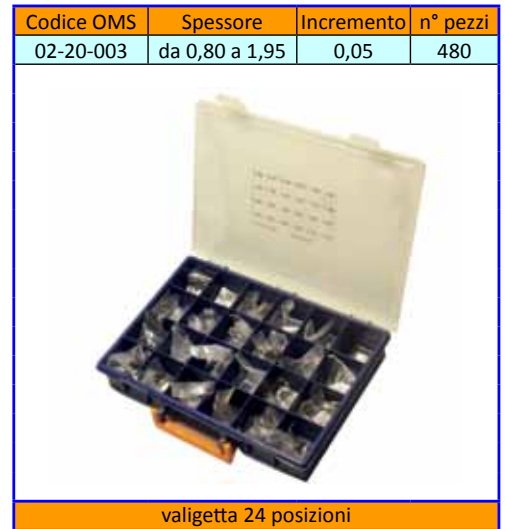 Codice OMS Spessore Incremento n° pezzi
02-20-003 da 0,80 a 1,95 0,05 480
valigetta 24 posizioni